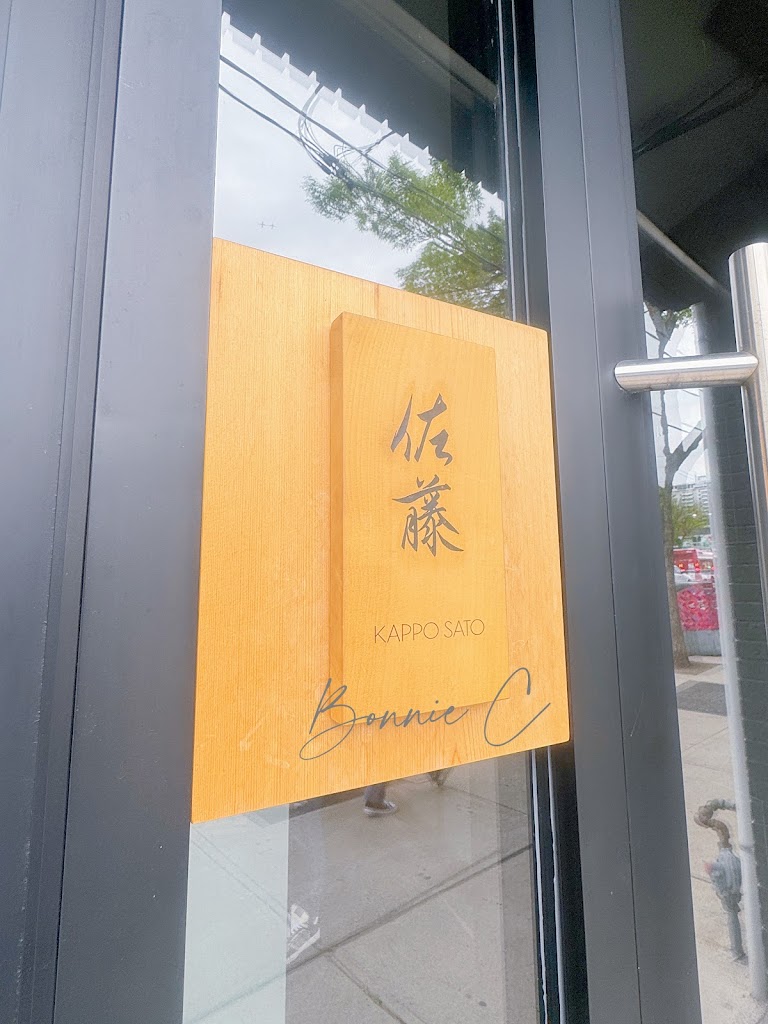 佐
藤
KAPPO SATO
Bonnie C